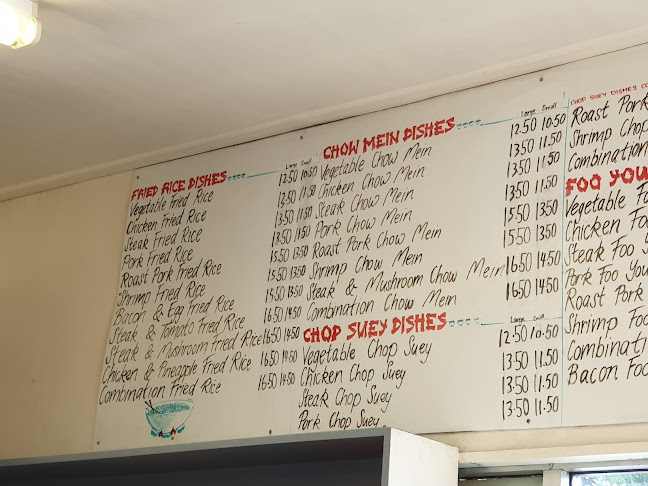 FRIED RICE DISHES Large Small
Vegetable Fried Rice 12.50 10.50
Chicken Fried Rice 13.50 11.50
Steak Fried Rice 13.50 11.50
Pork Fried Rice 13.50 11.50
Roast Pork Fried Rice 15.50 13.50
Shrimp Fried Rice 15.50 13.50
Bacon & Egg Fried Rice 15.50 13.50
Steak & Tomato Fried Rice 16.50 14.50
Steak & Mushroom Fried Rice 16.50 14.50
Chicken & Pineapple Fried Rice 16.50 14.50
Combination Fried Rice 16.50 14.50
CHOW MEIN DISHES Large Small
Vegetable Chow Mein 12.50 10.50
Chicken Chow Mein 13.50 11.50
Steak Chow Mein 13.50 11.50
Pork Chow Mein 13.50 11.50
Roast Pork Chow Mein 15.50 13.50
Shrimp Chow Mein 15.50 13.50
Steak & Mushroom Chow Mein 16.50 14.50
Combination Chow Mein 16.50 14.50
CHOP SUEY DISHES Large Small
Vegetable Chop Suey 12.50 10.50
Chicken Chop Suey 13.50 11.50
Steak Chop Suey 13.50 11.50
Pork Chop Suey 13.50 11.50
CHOP SUEY DISHES CO
Roast Pork
Shrimp Chop
Combination
FOO YOU
Vegetable Fo
Chicken Foo
Steak Foo Y
Pork Foo You
Roast Pork
Shrimp Foo
Combinati
Bacon Foo